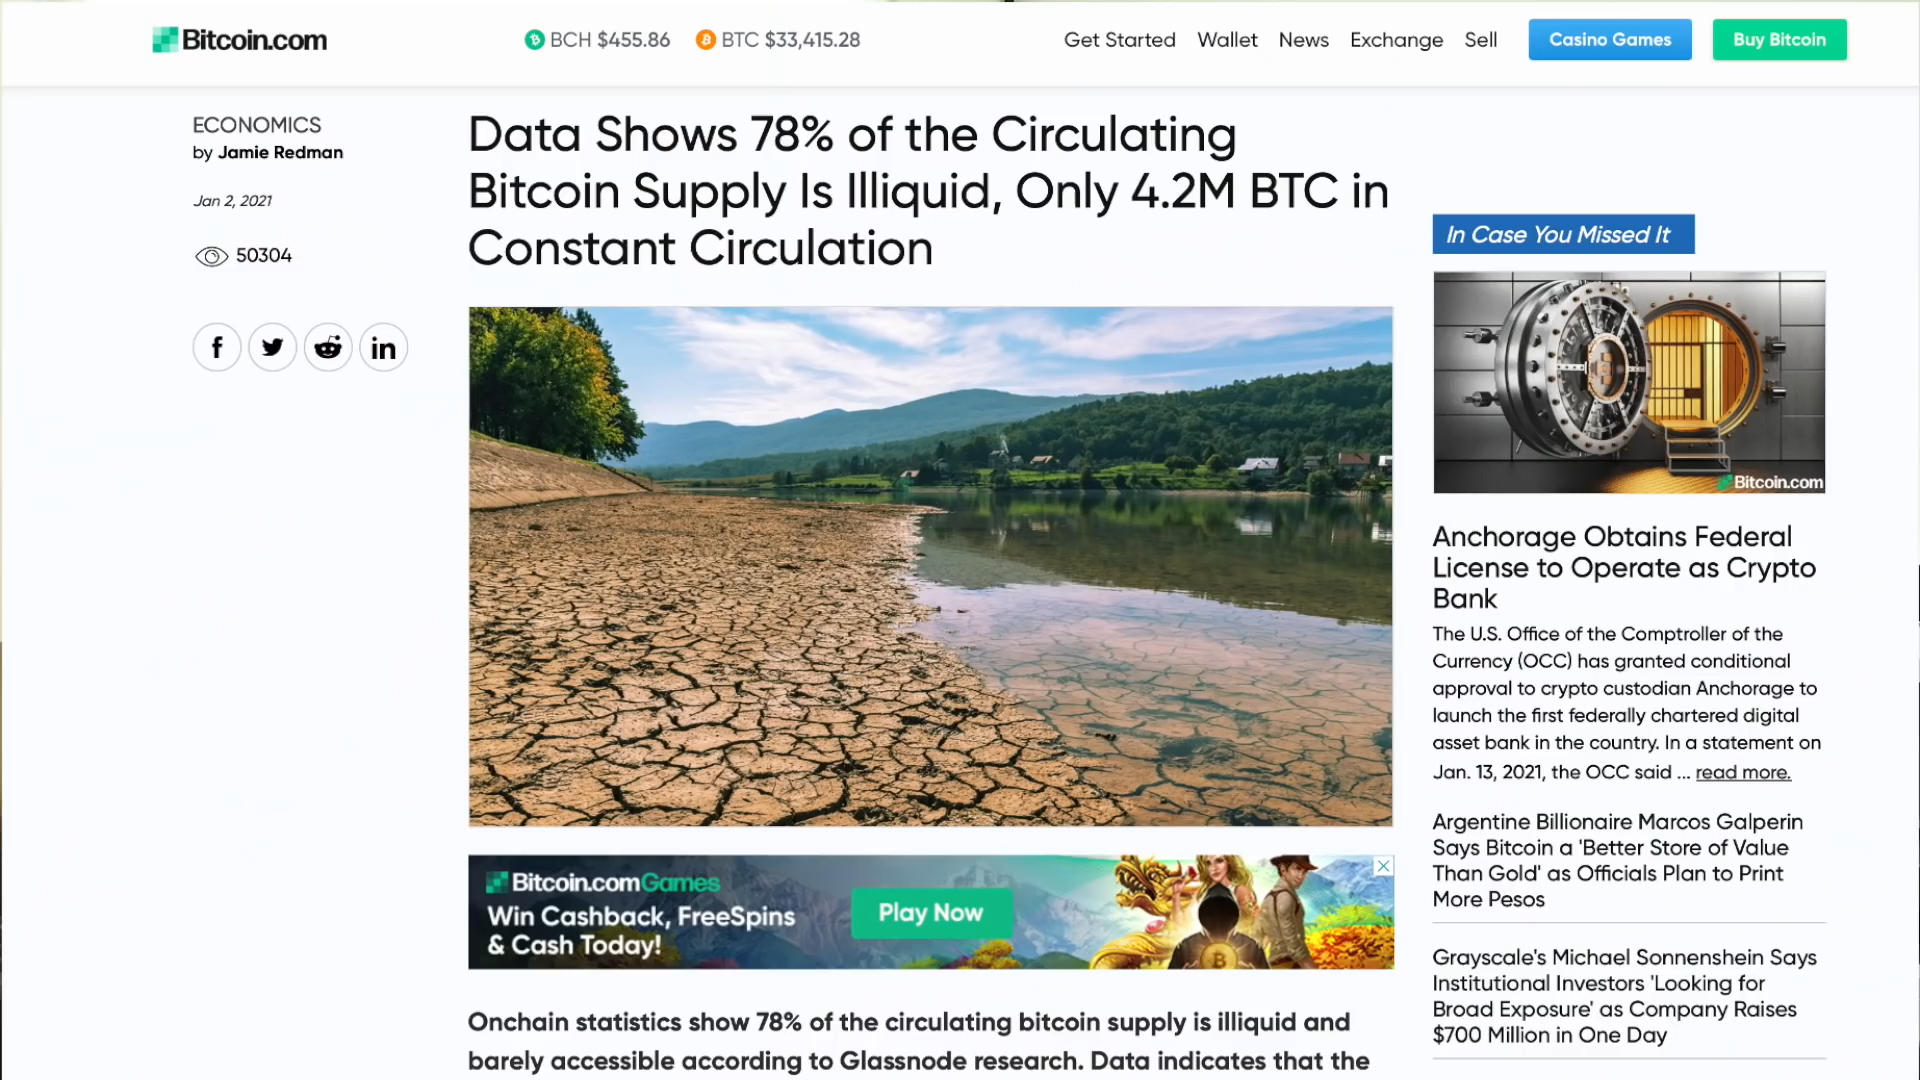 Bitcoin.com
BCH $455.86 BTC $33,415.28
Get Started Wallet News Exchange Sell Casino Games Buy Bitcoin
ECONOMICS
by Jamie Redman
Jan 2, 2021
50304
Data Shows 78% of the Circulating
Bitcoin Supply Is Illiquid, Only 4.2M BTC in
Constant Circulation
Bitcoin.comGames
Win Cashback, FreeSpins
& Cash Today!
Play Now
Onchain statistics show 78% of the circulating bitcoin supply is illiquid and
barely accessible according to Glassnode research. Data indicates that the
In Case You Missed It
Bitcoin.com
Anchorage Obtains Federal
License to Operate as Crypto
Bank
The U.S. Office of the Comptroller of the
Currency (OCC) has granted conditional
approval to crypto custodian Anchorage to
launch the first federally chartered digital
asset bank in the country. In a statement on
Jan. 13, 2021, the OCC said ... read more.
Argentine Billionaire Marcos Galperin
Says Bitcoin a 'Better Store of Value
Than Gold' as Officials Plan to Print
More Pesos
Grayscale's Michael Sonnenshein Says
Institutional Investors 'Looking for
Broad Exposure' as Company Raises
$700 Million in One Day